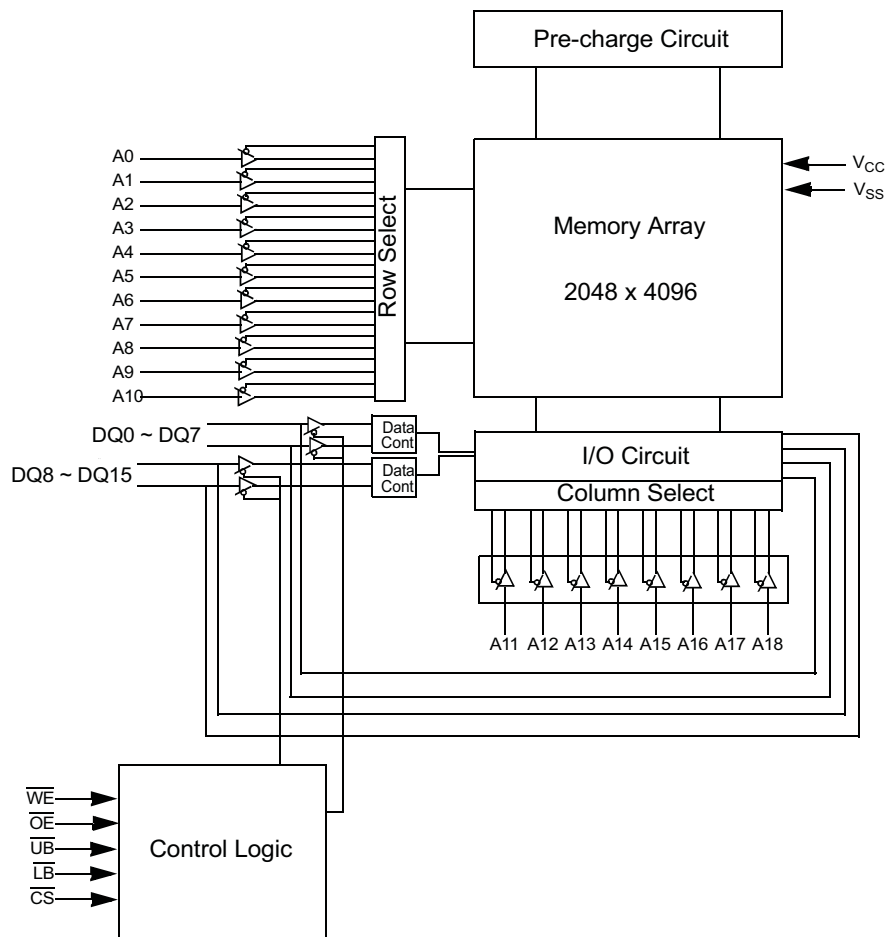 Pre-charge Circuit
A0
A1
A2
A3
A4
A5
A6
A7
A8
A9
A10
Row Select
Memory Array
2048 x 4096
VCC
VSS
DQ0 ~ DQ7
DQ8 ~ DQ15
Data
Cont
Data
Cont
I/O Circuit
Column Select
A11 A12 A13 A14 A15 A16 A17 A18
WE
OE
UB
LB
CS
Control Logic